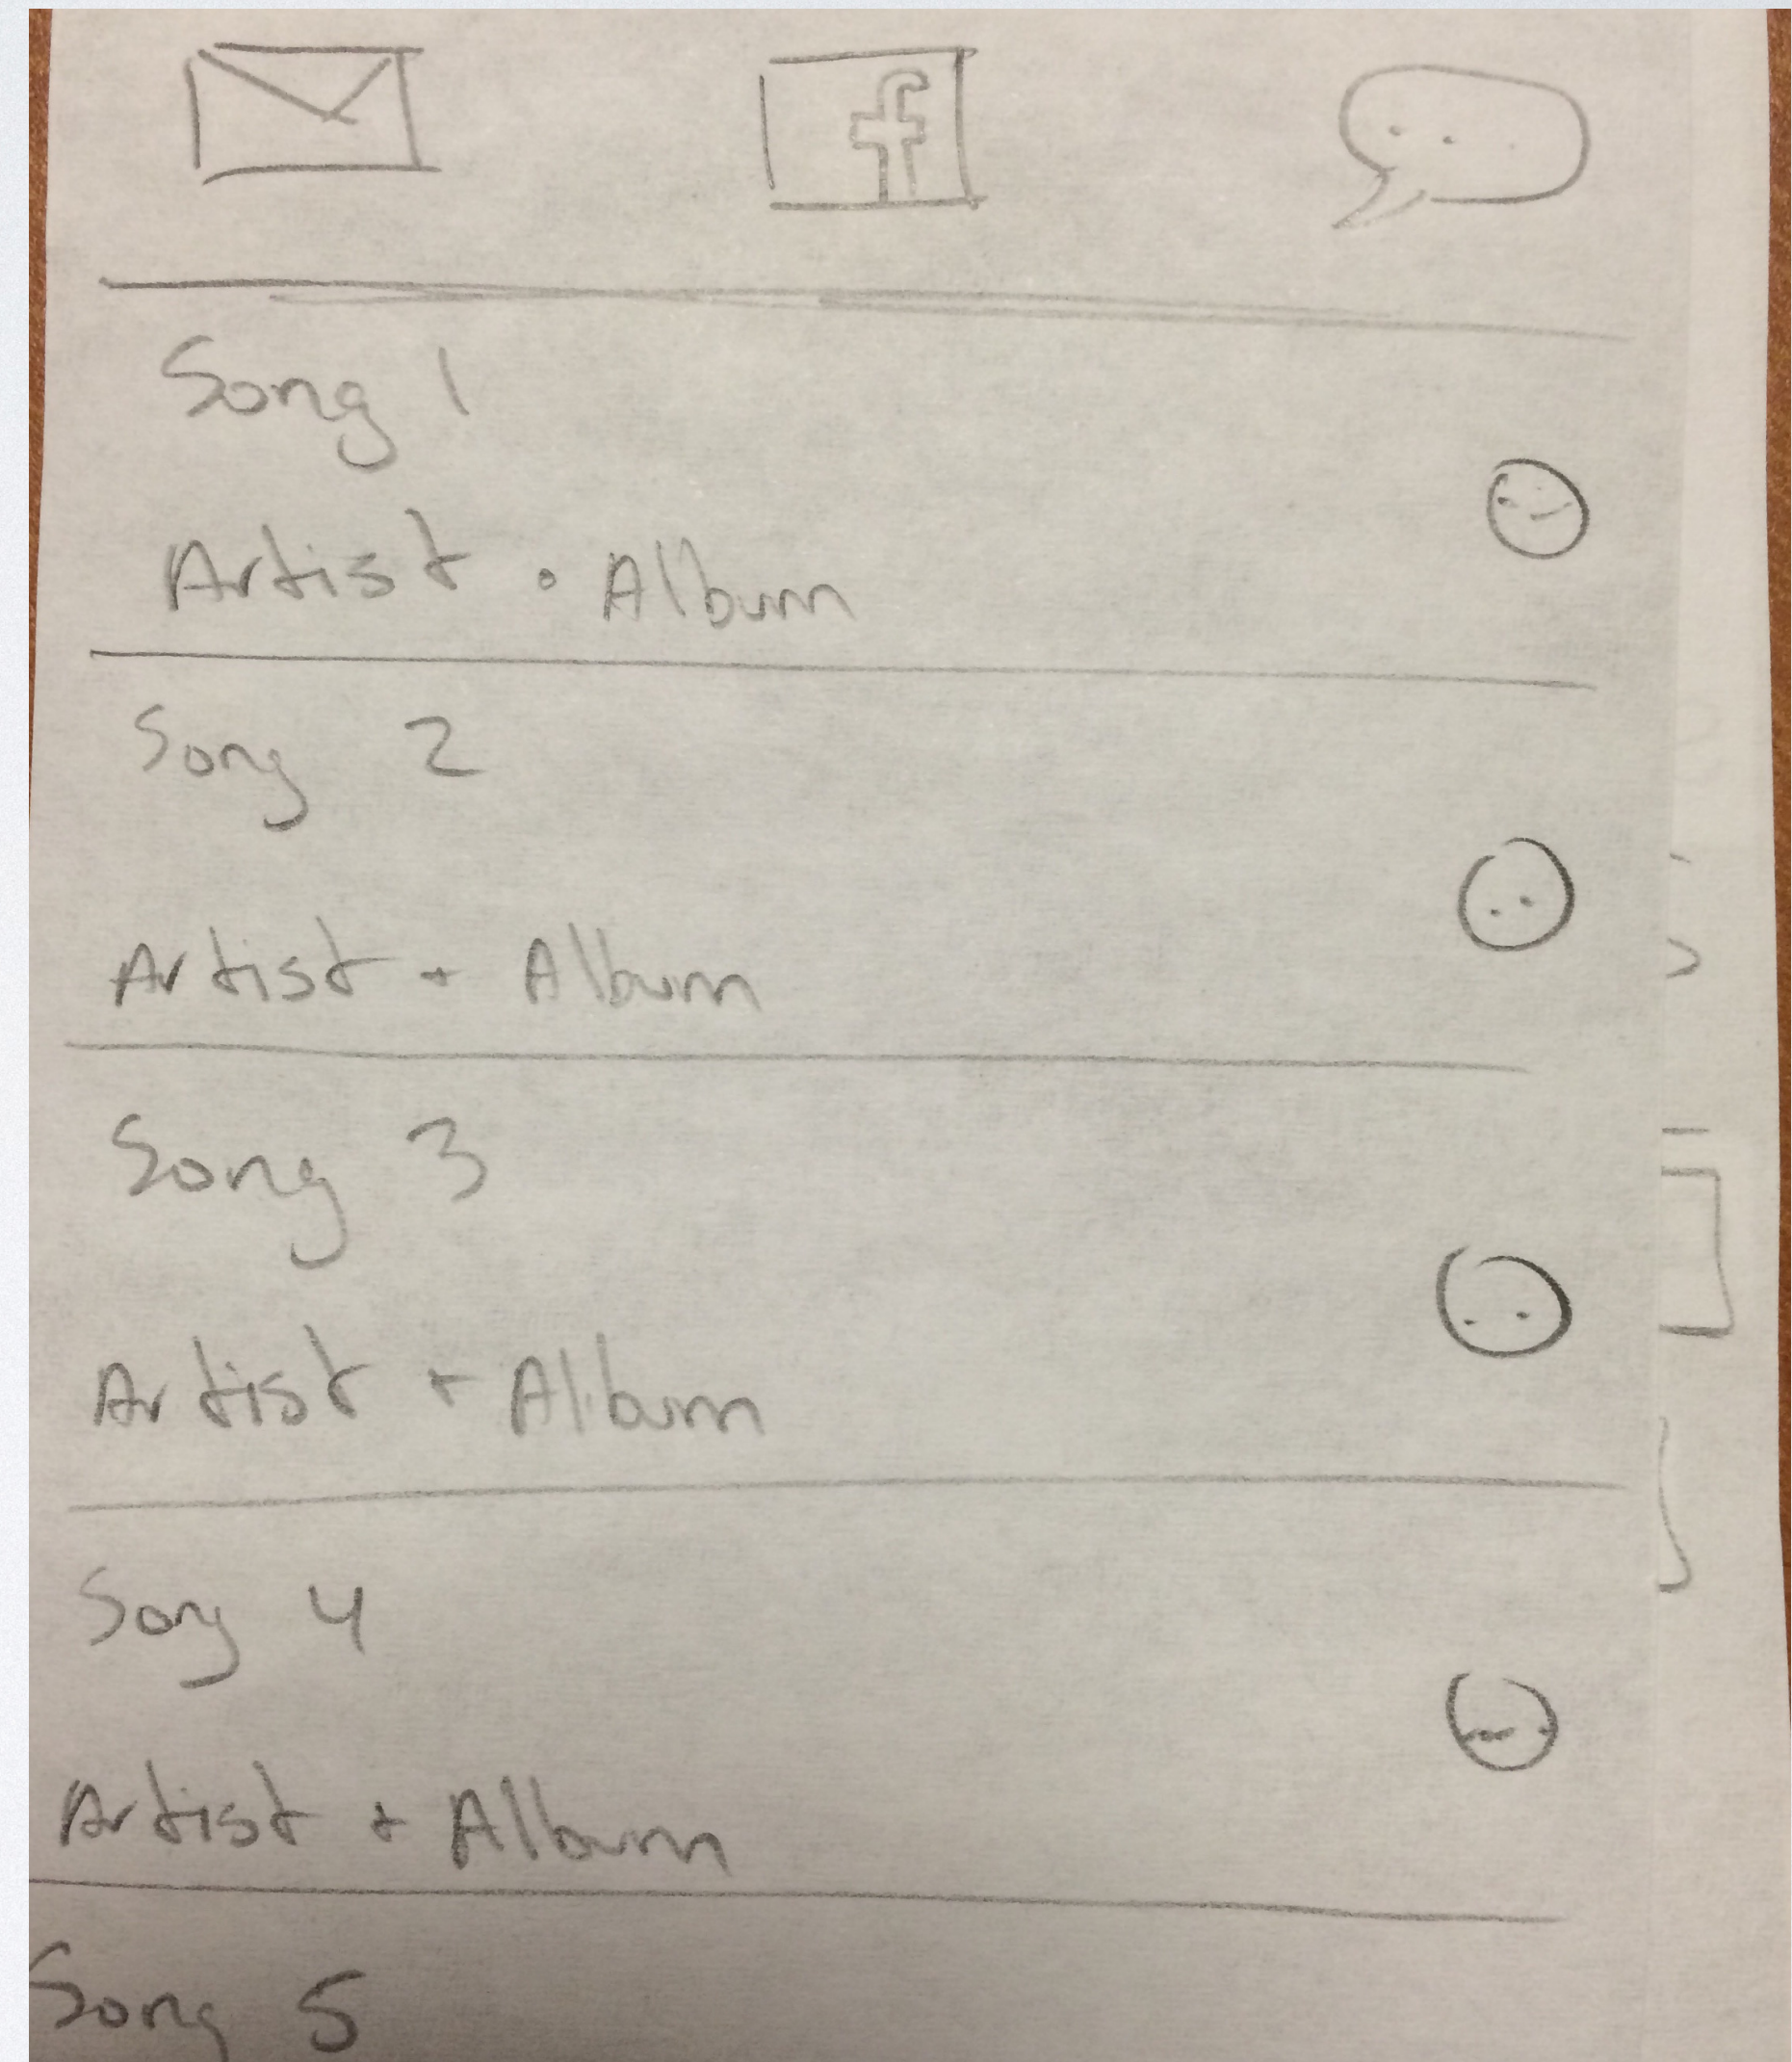 f
Song 1
Artist • Album
Song 2
Artist + Album
Song 3
Artist + Album
Song 4
Artist + Album
Song 5